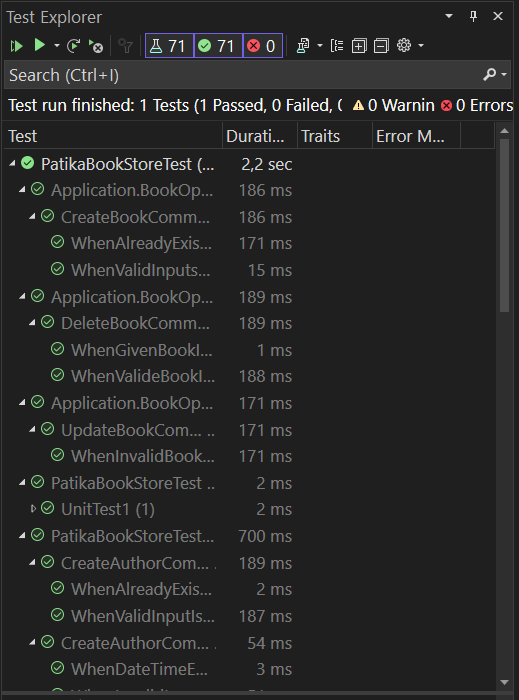 Test Explorer
71 71 0
Search (Ctrl+I)
Test run finished: 1 Tests (1 Passed, 0 Failed, 0 Warnin 0 Errors
Test Durati... Traits Error M...
PatikaBookStoreTest (... 2,2 sec
Application.BookOp... 186 ms
CreateBookComm... 186 ms
WhenAlreadyExis... 171 ms
WhenValidInputs... 15 ms
Application.BookOp... 189 ms
DeleteBookComm... 189 ms
WhenGivenBookI... 1 ms
WhenValideBookI... 188 ms
Application.BookOp... 171 ms
UpdateBookCom... .. 171 ms
WhenInvalidBook... 171 ms
PatikaBookStoreTest .. 2 ms
UnitTest1 (1) 2 ms
PatikaBookStoreTest... 700 ms
CreateAuthorCom... . 189 ms
WhenAlreadyExis... 2 ms
WhenValidInputIs... 187 ms
CreateAuthorCom... . 54 ms
WhenDateTimeE... 3 ms